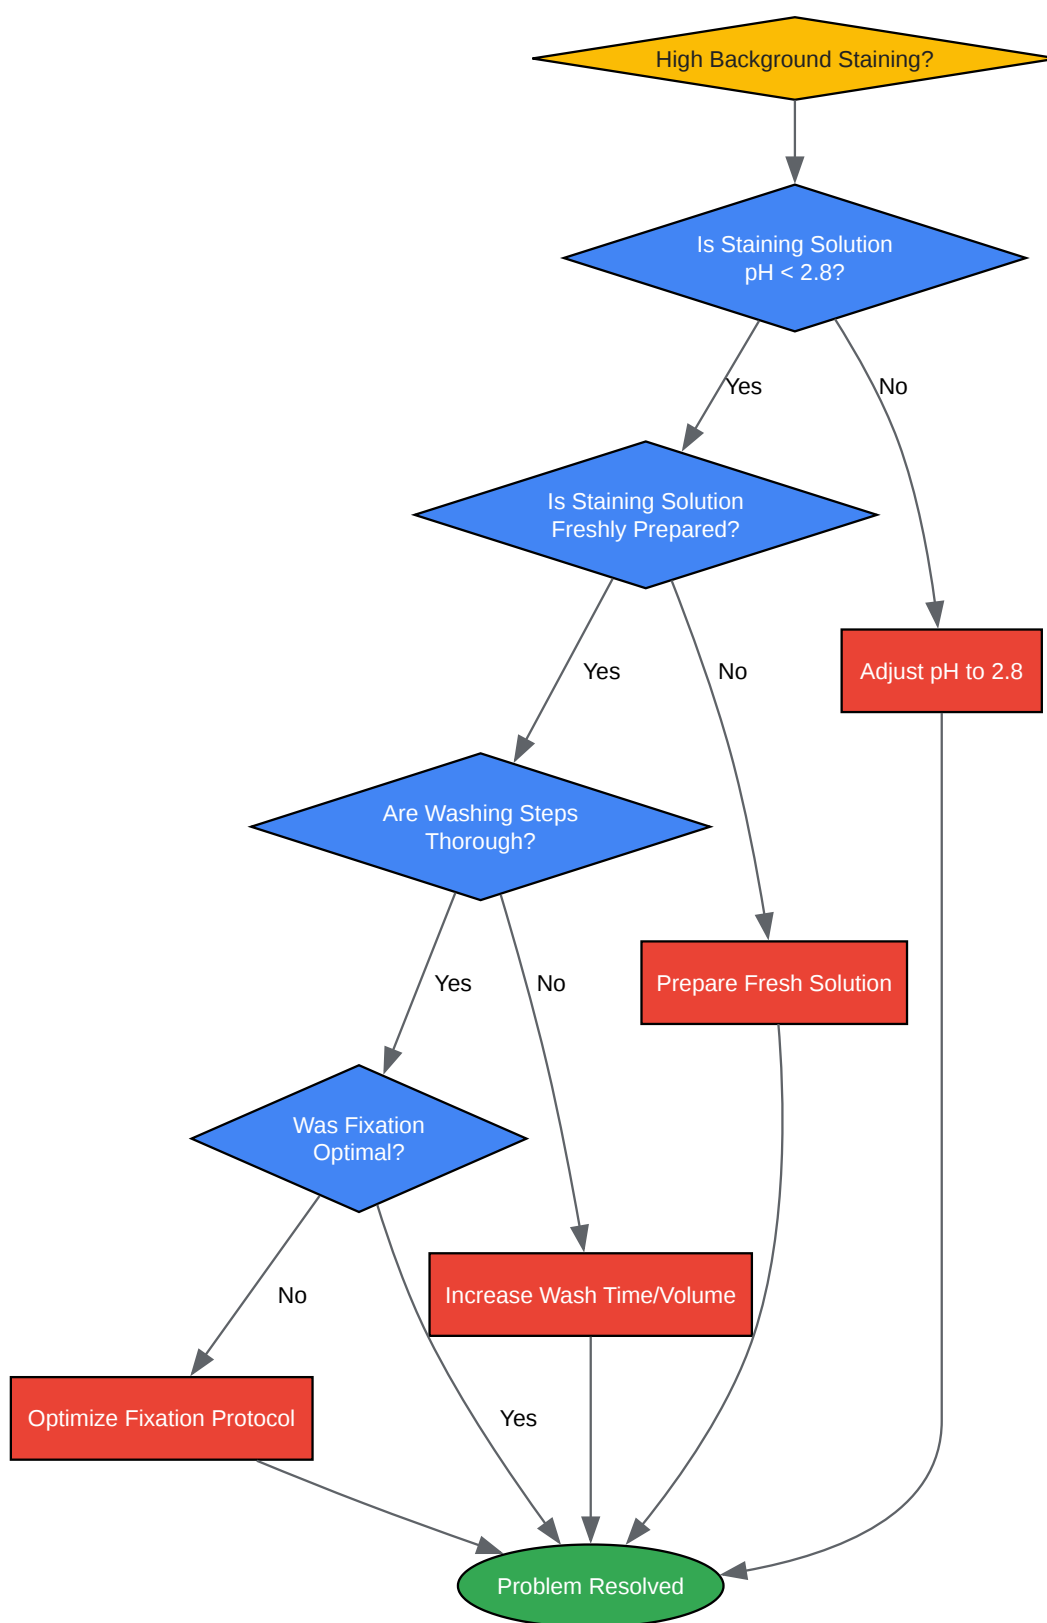 High Background Staining?
Is Staining Solution
pH < 2.8?
Yes
No
Is Staining Solution
Freshly Prepared?
Yes
No
Adjust pH to 2.8
Are Washing Steps
Thorough?
Yes
No
Prepare Fresh Solution
Was Fixation
Optimal?
No
Increase Wash Time/Volume
Optimize Fixation Protocol
Yes
Problem Resolved